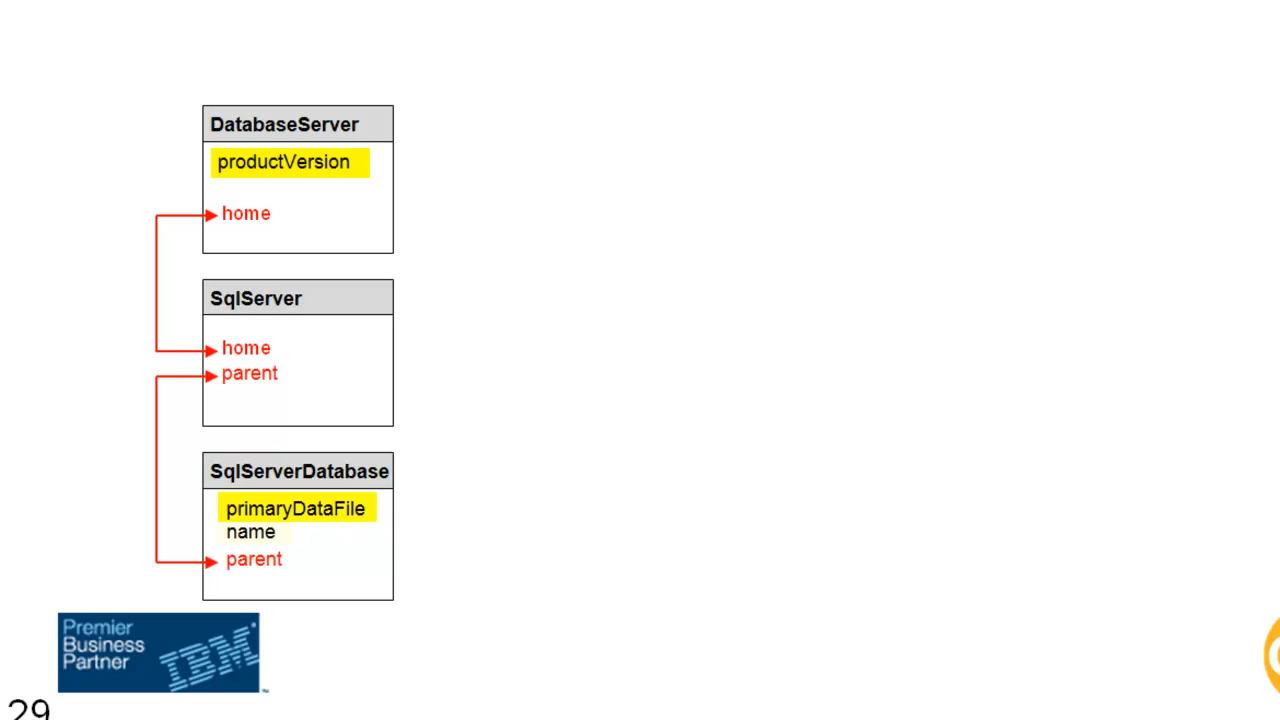 DatabaseServer
productVersion
home
SqlServer
home
parent
SqlServerDatabase
primaryDataFile
name
parent
Premier
Business
Partner
IBM
29